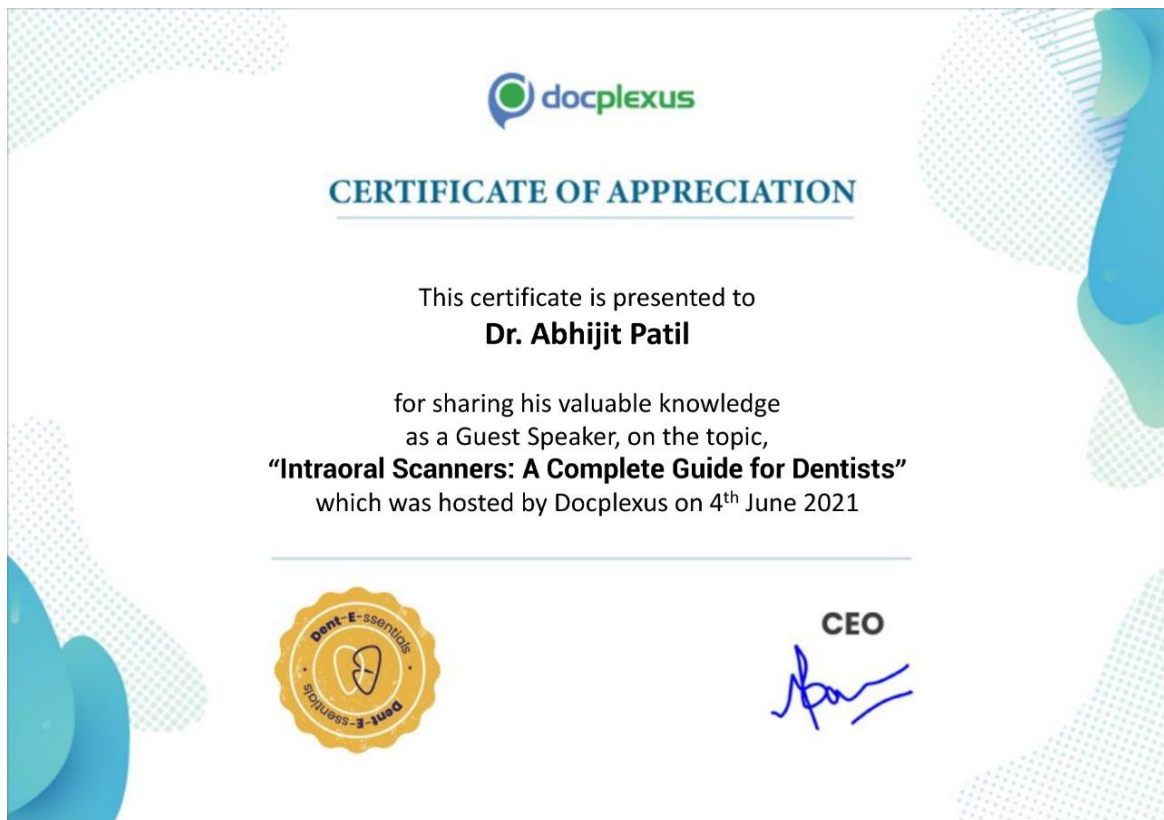 docplexus
CERTIFICATE OF APPRECIATION
This certificate is presented to
Dr. Abhijit Patil
for sharing his valuable knowledge
as a Guest Speaker, on the topic,
“Intraoral Scanners: A Complete Guide for Dentists”
which was hosted by Docplexus on 4th June 2021
Dent-E-ssentials
Dent-E-ssentials
CEO